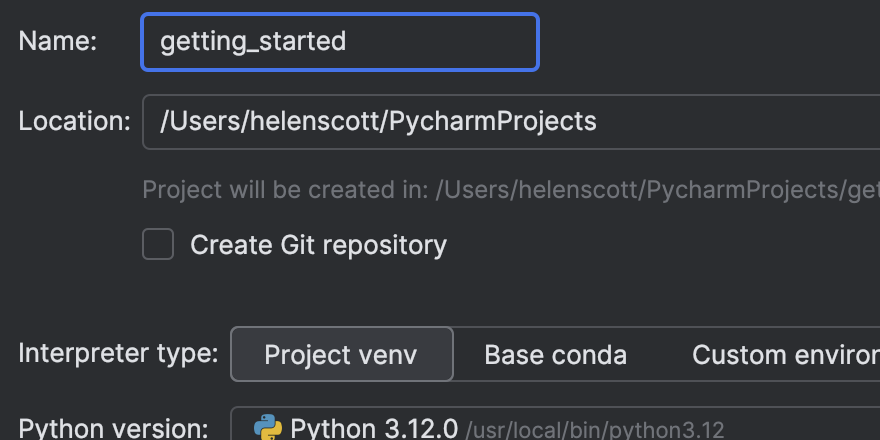 Name: getting_started
Location: /Users/helenscott/PycharmProjects
Project will be created in: /Users/helenscott/PycharmProjects/get
Create Git repository
Interpreter type: Project venv Base conda Custom environ
Python version: Python 3.12.0 /usr/local/bin/python3.12